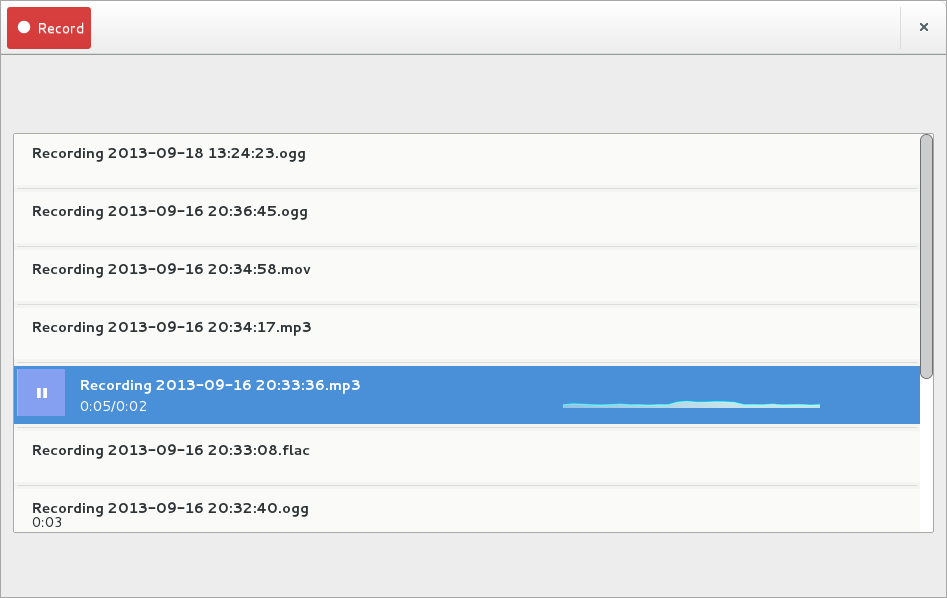 Record
Recording 2013-09-18 13:24:23.ogg
Recording 2013-09-16 20:36:45.ogg
Recording 2013-09-16 20:34:58.mov
Recording 2013-09-16 20:34:17.mp3
Recording 2013-09-16 20:33:36.mp3
0:05/0:02
Recording 2013-09-16 20:33:08.flac
Recording 2013-09-16 20:32:40.ogg
0:03